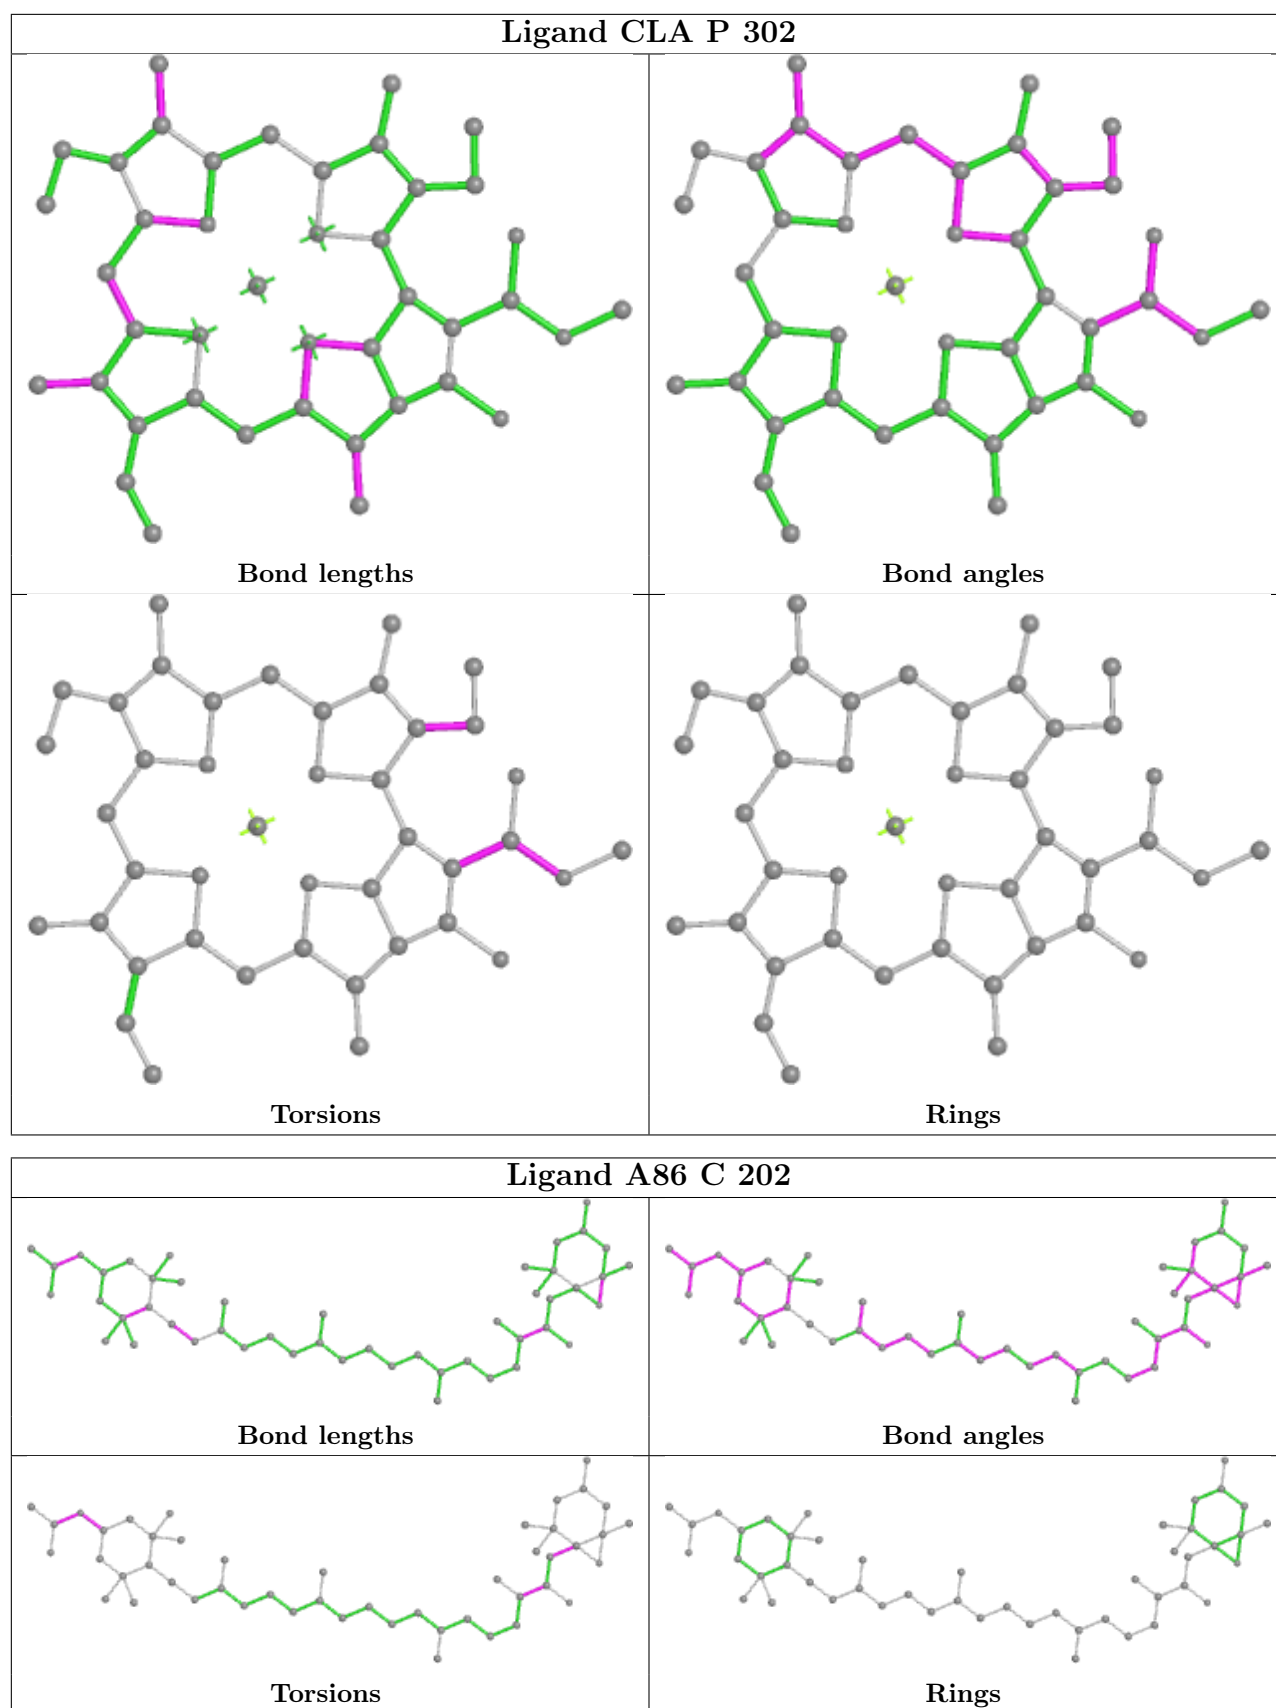 Ligand CLA P 302
Bond lengths
Bond angles
Torsions
Rings
Ligand A86 C 202
Bond lengths
Bond angles
Torsions
Rings